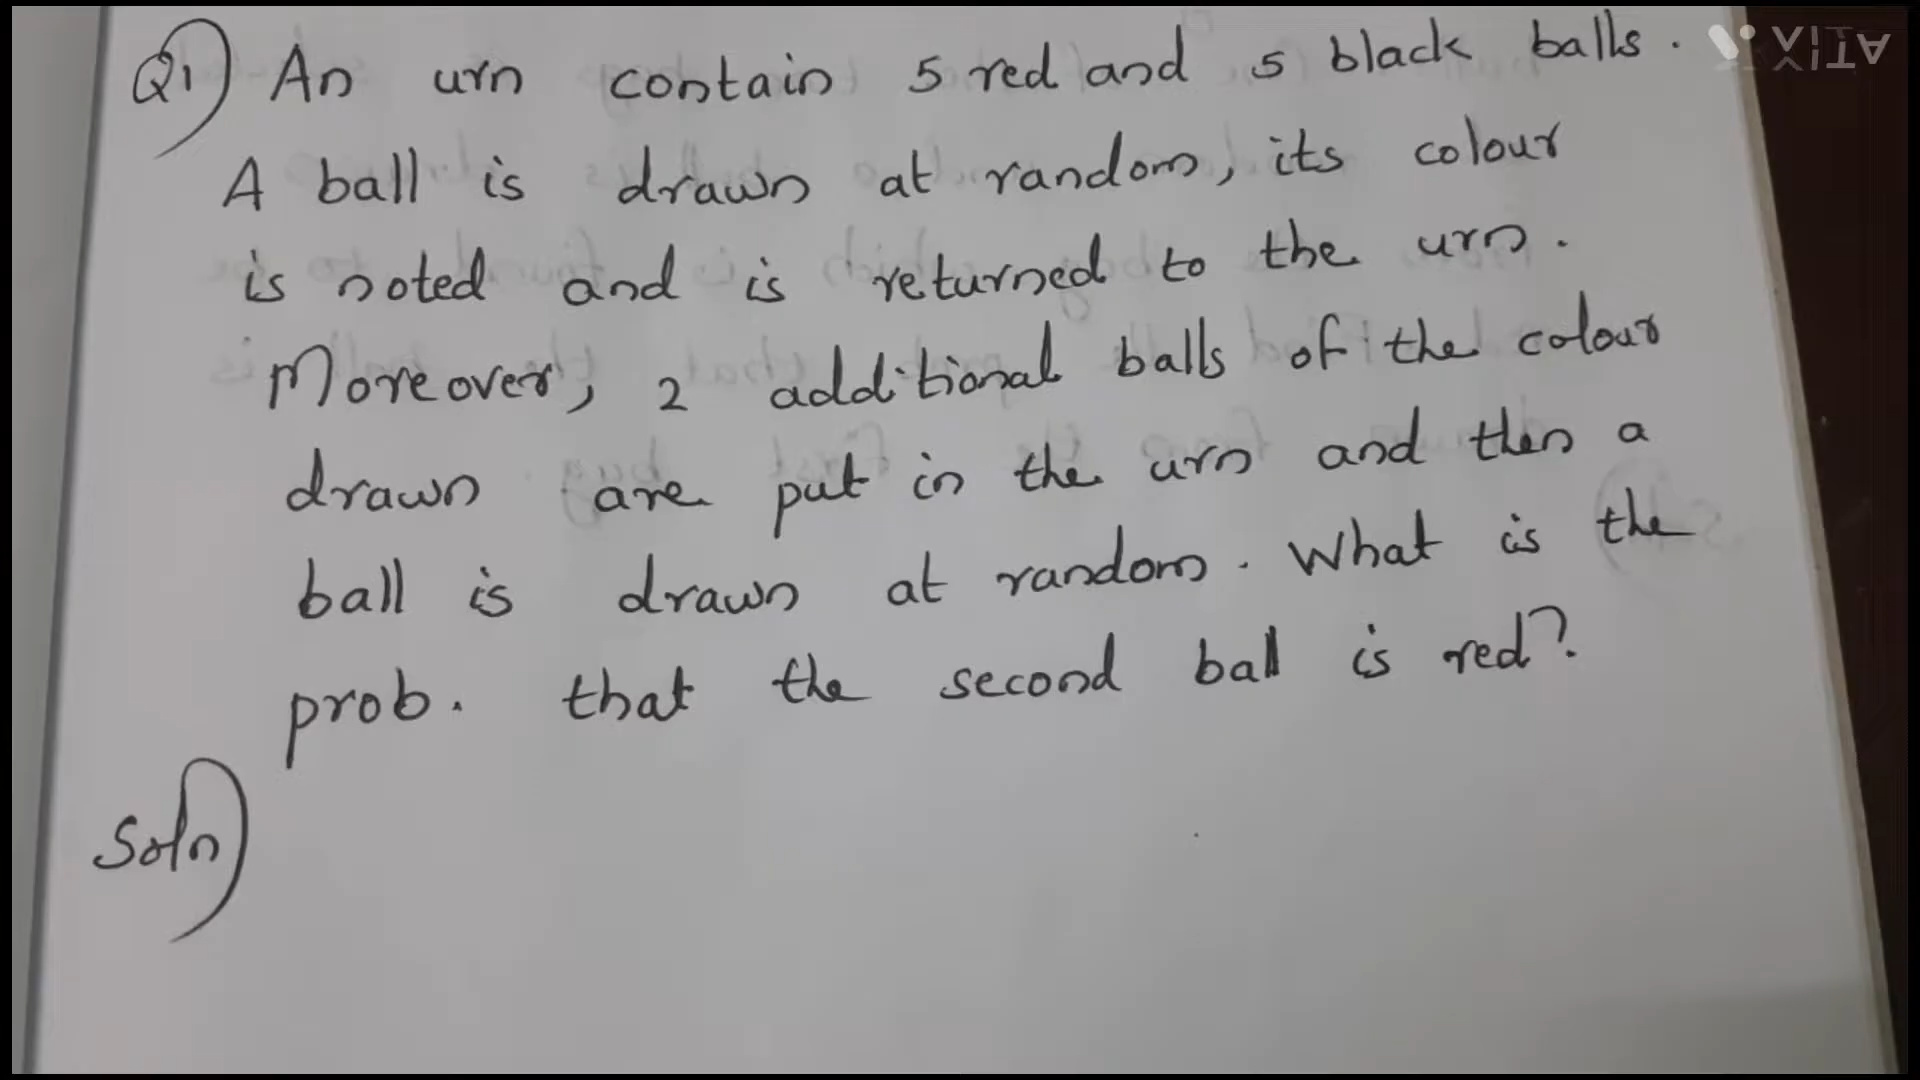 Q1) An urn contain 5 red and 5 black balls.
A ball is drawn at random, its colour
is noted and is returned to the urn.
Moreover, 2 additional balls of the colour
drawn are put in the urn and then a
ball is drawn at random. What is the
prob. that the second ball is red?
Soln)